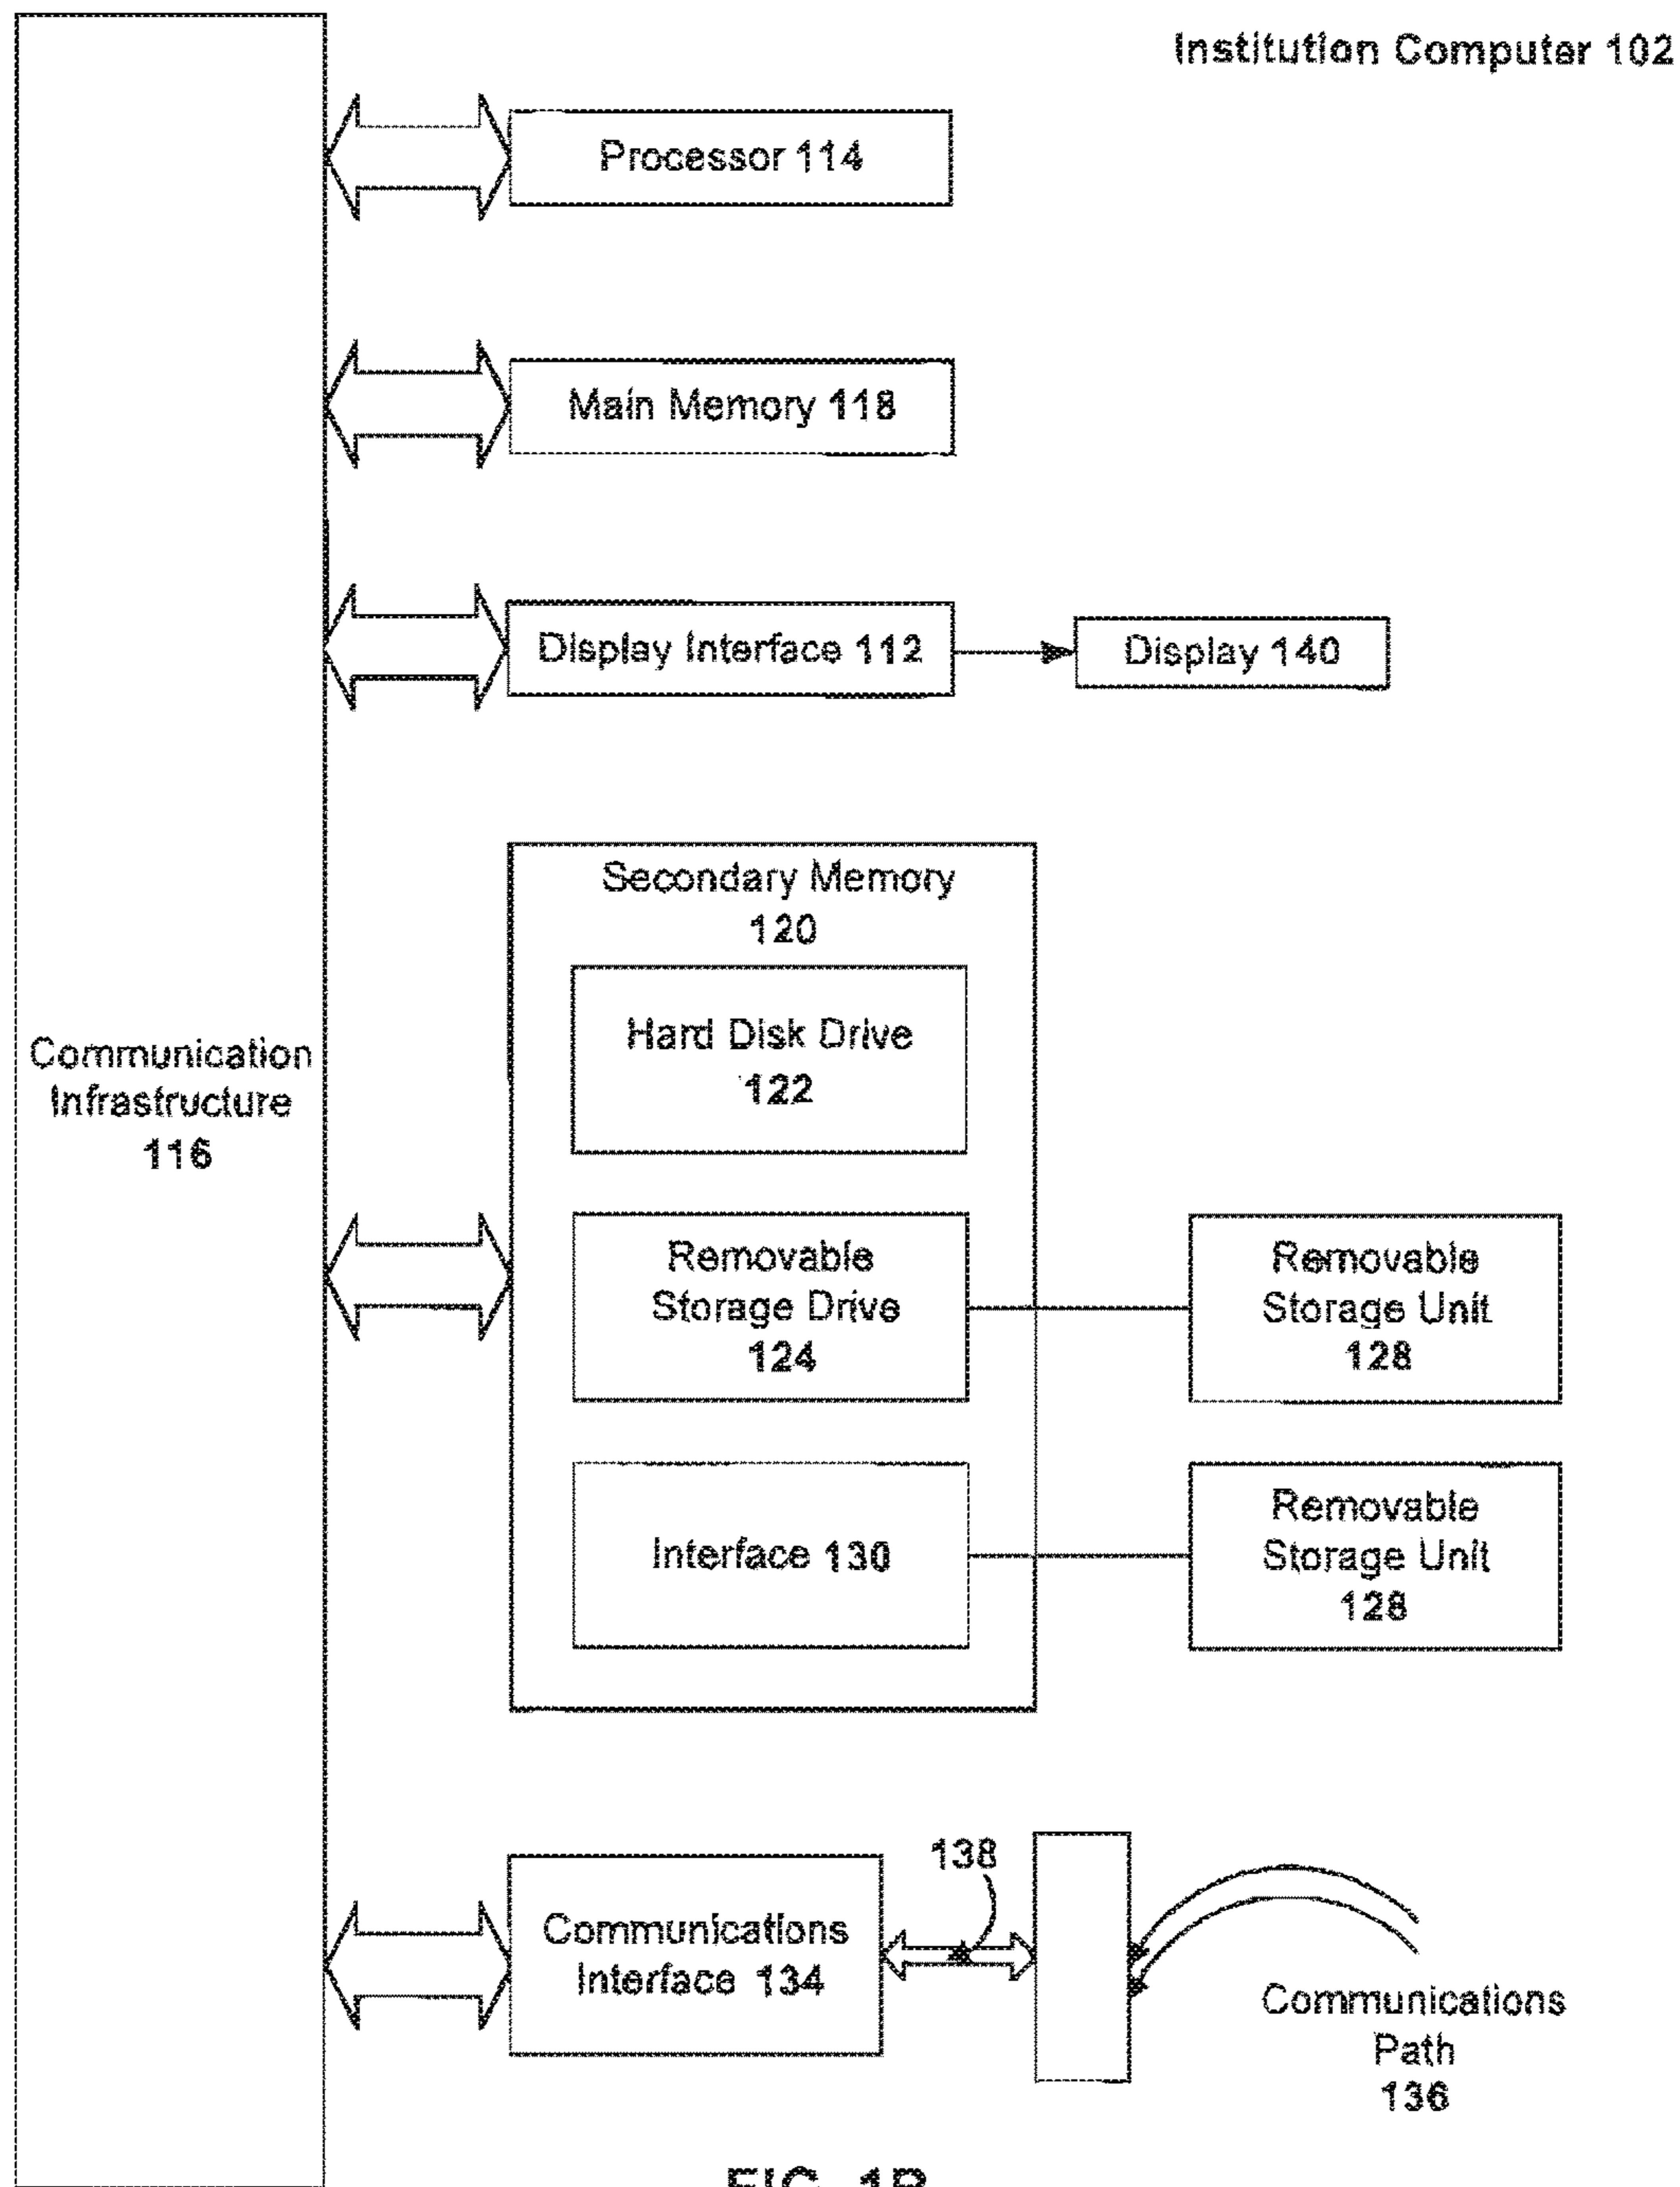 Institution Computer 102
Processor 114
Main Memory 118
Display Interface 112
Display 140
Secondary Memory
120
Hard Disk Drive
122
Communication
Infrastructure
116
Removable
Storage Drive
124
Removable
Storage Unit
128
Interface 130
Removable
Storage Unit
128
138
Communications
Interface 134
Communications
Path
136
FIG. 1B